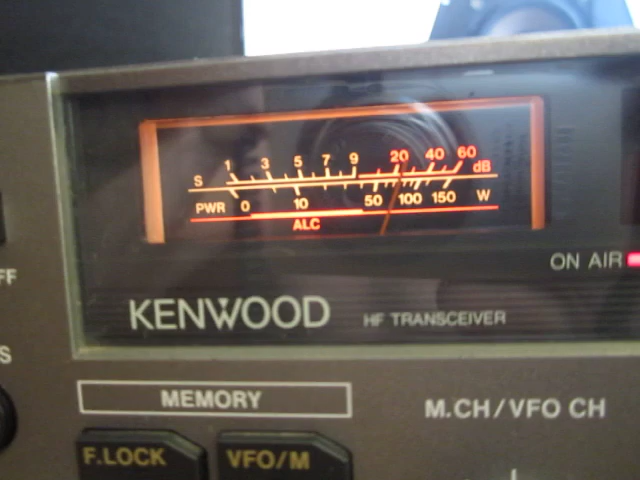 1 3 5 7 9 20 40 60 dB
S
PWR 0 10 50 100 150 W
ALC
ON AIR
FF
KENWOOD HF TRANSCEIVER
S
MEMORY
M.CH/VFO CH
F.LOCK VFO/M